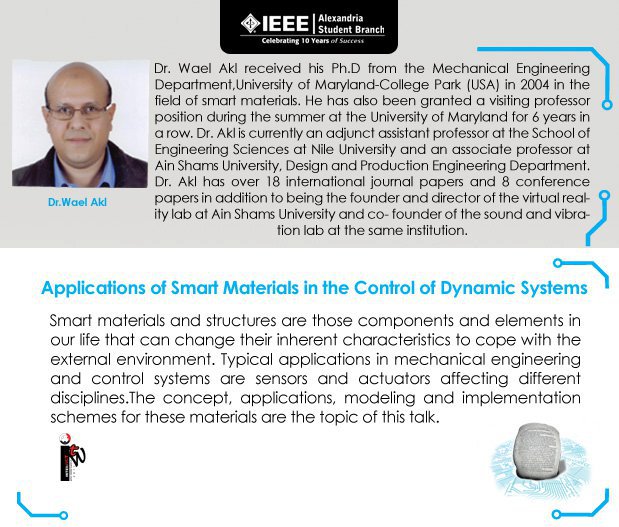 IEEE
Alexandria
Student Branch
Celebrating 10 Years of Success
Dr. Wael Akl received his Ph.D from the Mechanical Engineering
Department,University of Maryland-College Park (USA) in 2004 in the
field of smart materials. He has also been granted a visiting professor
position during the summer at the University of Maryland for 6 years in
a row. Dr. Akl is currently an adjunct assistant professor at the School of
Engineering Sciences at Nile University and an associate professor at
Ain Shams University, Design and Production Engineering Department.
Dr. Akl has over 18 international journal papers and 8 conference
papers in addition to being the founder and director of the virtual real-
ity lab at Ain Shams University and co- founder of the sound and vibra-
tion lab at the same institution.
Dr.Wael Akl
Applications of Smart Materials in the Control of Dynamic Systems
Smart materials and structures are those components and elements in
our life that can change their inherent characteristics to cope with the
external environment. Typical applications in mechanical engineering
and control systems are sensors and actuators affecting different
disciplines.The concept, applications, modeling and implementation
schemes for these materials are the topic of this talk.